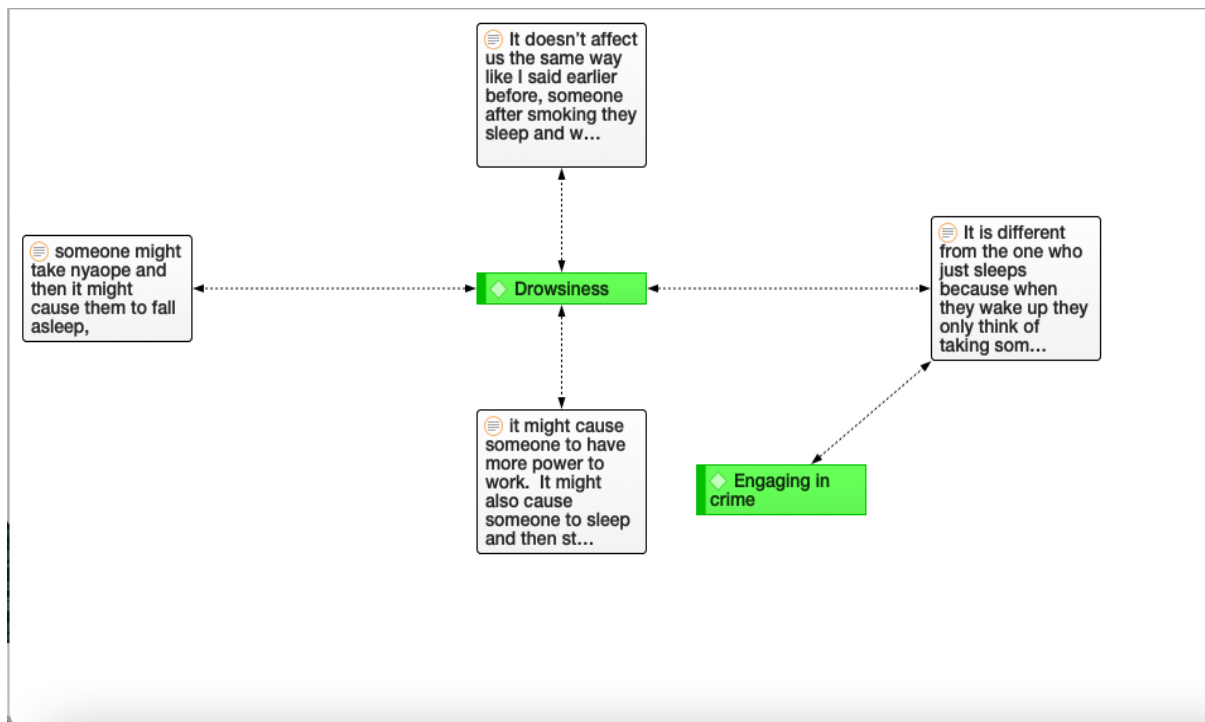 It doesn’t affect
us the same way
like I said earlier
before, someone
after smoking they
sleep and w…
someone might
take nyaope and
then it might
cause them to fall
asleep,
Drowsiness
It is different
from the one who
just sleeps
because when
they wake up they
only think of
taking som…
it might cause
someone to have
more power to
work.  It might
also cause
someone to sleep
and then st…
Engaging in
crime